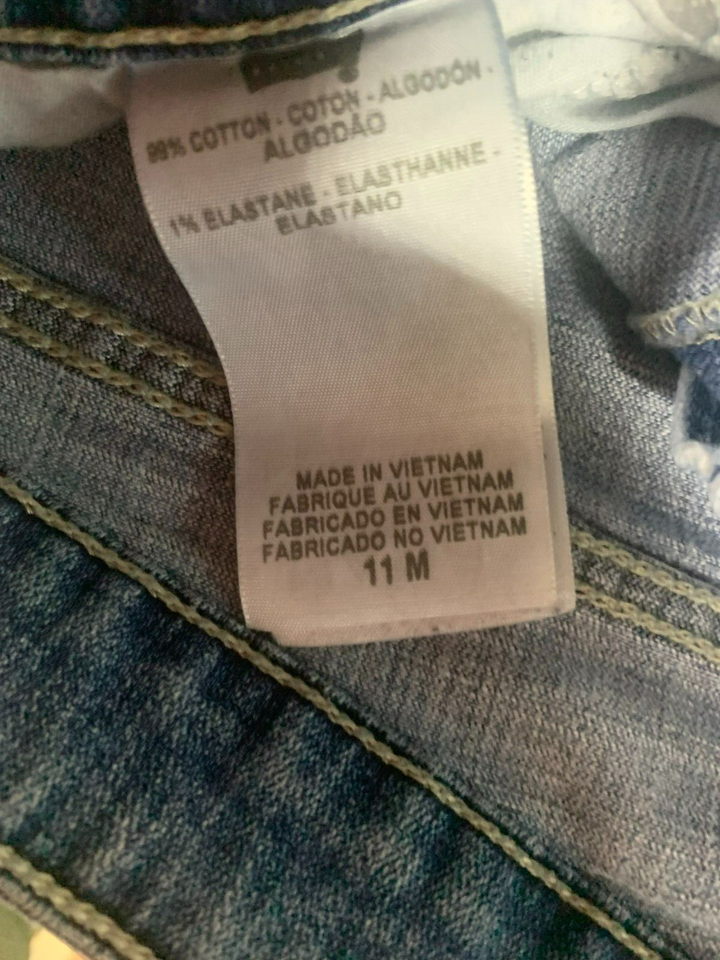 99% COTTON - COTON - ALGODÓN -
ALGODÃO
1% ELASTANE - ELASTHANNE -
ELASTANO
MADE IN VIETNAM
FABRIQUE AU VIETNAM
FABRICADO EN VIETNAM
FABRICADO NO VIETNAM
11 M